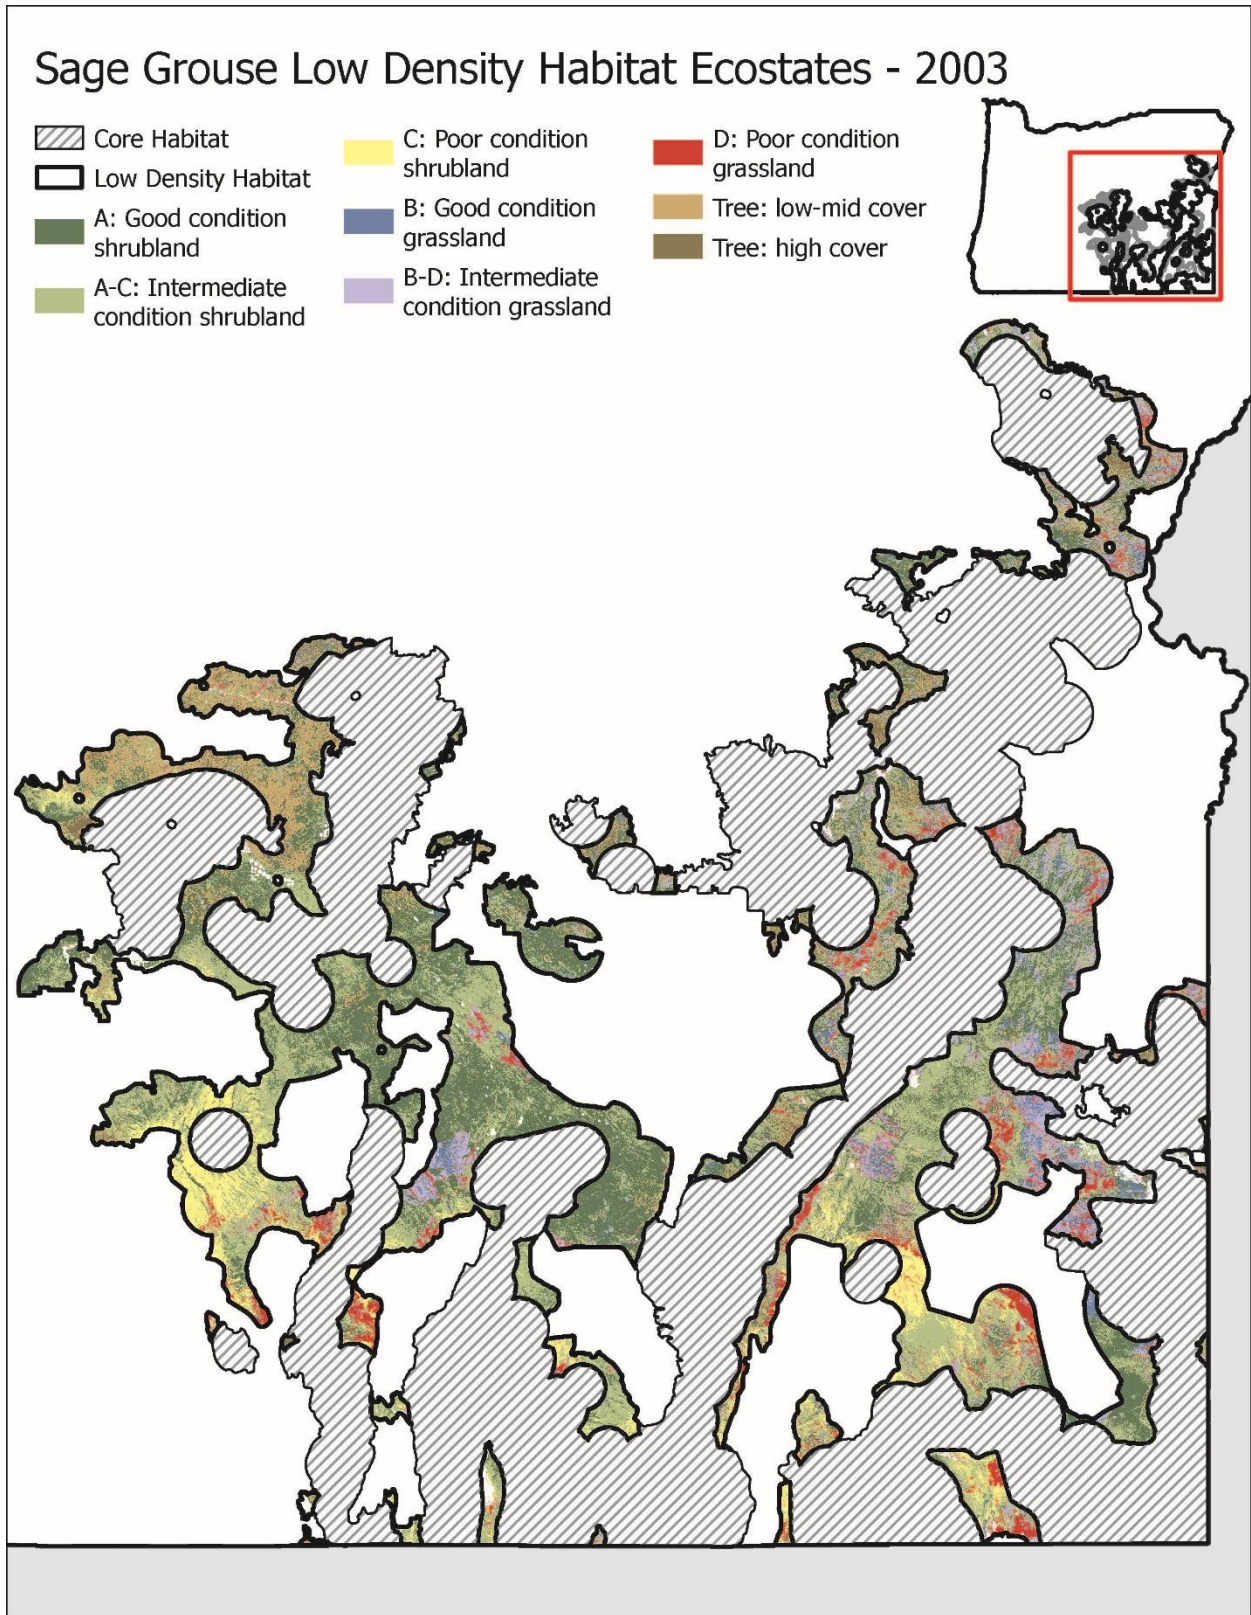 Sage Grouse Low Density Habitat Ecostates - 2003
Core Habitat
Low Density Habitat
A: Good condition
shrubland
A-C: Intermediate
condition shrubland
C: Poor condition
shrubland
B: Good condition
grassland
B-D: Intermediate
condition grassland
D: Poor condition
grassland
Tree: low-mid cover
Tree: high cover